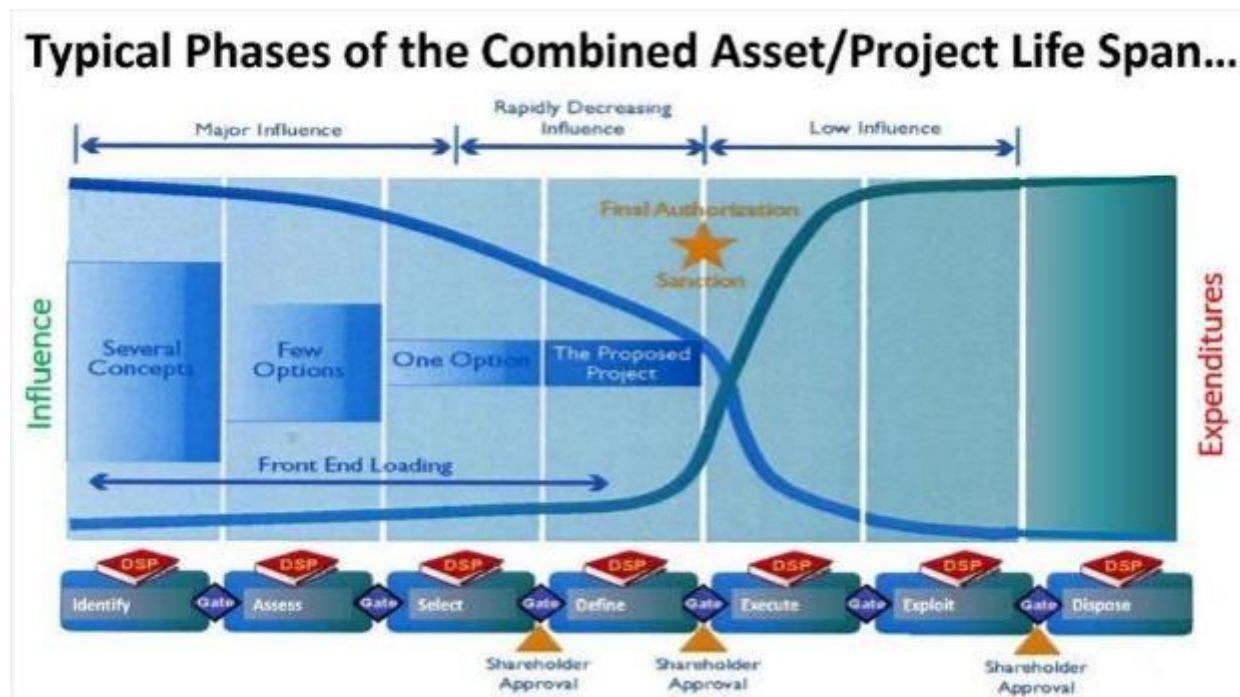 Typical Phases of the Combined Asset/Project Life Span...
Rapidly Decreasing
Major Influence
Influence
Low Influence
Final Authorization
Sanction
Influence
Expenditures
Several
Concepts
Few
Options
One Option
The Proposed
Project
Front End Loading
DSP
DSP
DSP
DSP
DSP
DSP
DSP
Identify
Gate
Assess
Gate
Select
Gate
Define
Gate
Execute
Gate
Exploit
Gate
Dispose
Shareholder
Approval
Shareholder
Approval
Shareholder
Approval